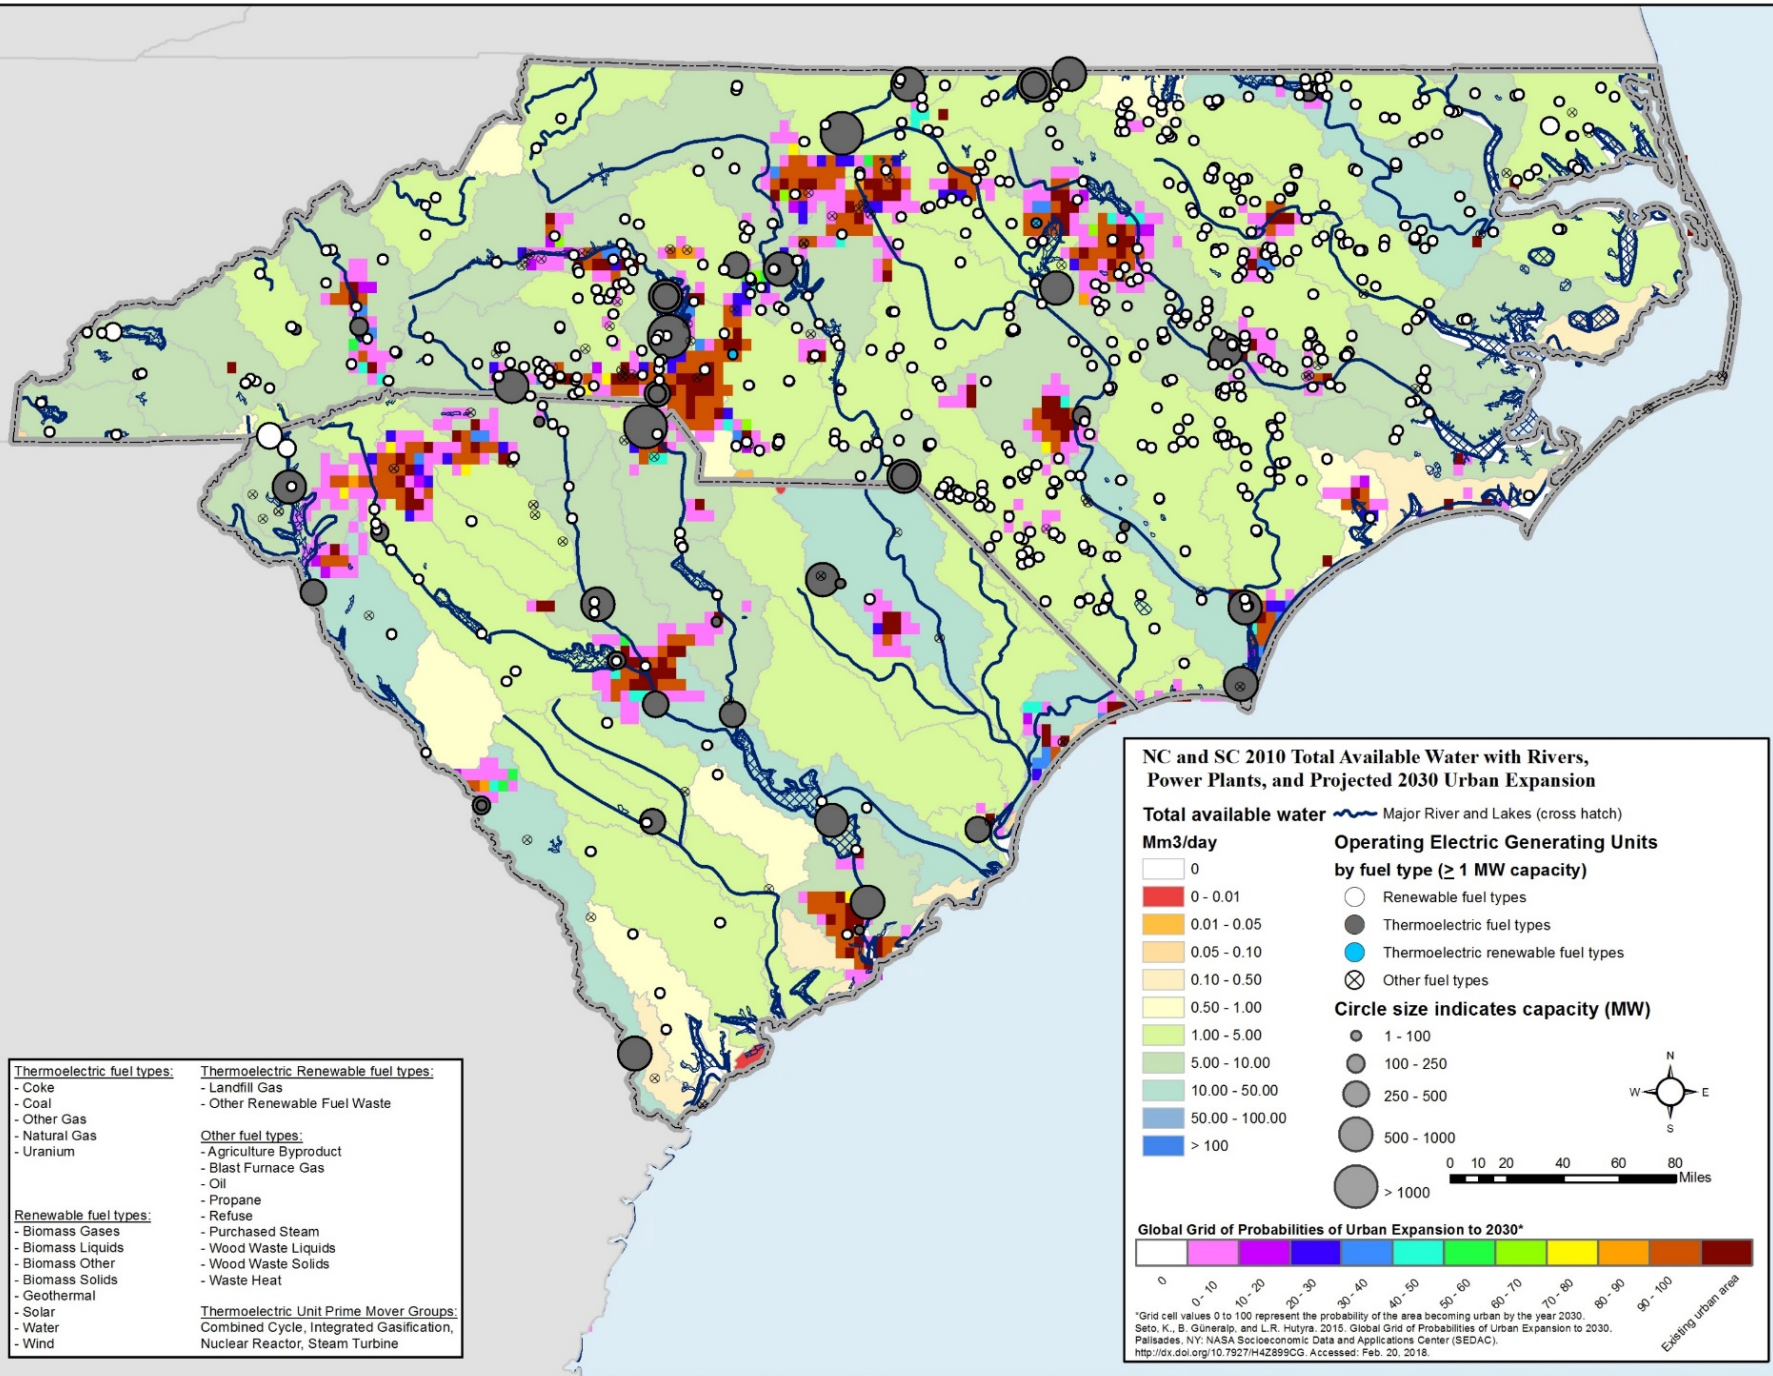 NC and SC 2010 Total Available Water with Rivers,
Power Plants, and Projected 2030 Urban Expansion
Total available water
Mm3/day
0
0 - 0.01
0.01 - 0.05
0.05 - 0.10
0.10 - 0.50
0.50 - 1.00
1.00 - 5.00
5.00 - 10.00
10.00 - 50.00
50.00 - 100.00
> 100
Major River and Lakes (cross hatch)
Operating Electric Generating Units
by fuel type (≥ 1 MW capacity)
Renewable fuel types
Thermoelectric fuel types
Thermoelectric renewable fuel types
Other fuel types
Circle size indicates capacity (MW)
1 - 100
100 - 250
250 - 500
500 - 1000
> 1000
N
W
E
S
0 10 20 40 60 80
Miles
Global Grid of Probabilities of Urban Expansion to 2030*
0
0 - 10
10 - 20
20 - 30
30 - 40
40 - 50
50 - 60
60 - 70
70 - 80
80 - 90
90 - 100
Existing urban area
*Grid cell values 0 to 100 represent the probability of the area becoming urban by the year 2030.
Seto, K., B. Güneralp, and L.R. Hutyra. 2015. Global Grid of Probabilities of Urban Expansion to 2030.
Palisades, NY: NASA Socioeconomic Data and Applications Center (SEDAC).
http://dx.doi.org/10.7927/H4Z899CG. Accessed: Feb. 20, 2018.
Thermoelectric fuel types:
- Coke
- Coal
- Other Gas
- Natural Gas
- Uranium
Renewable fuel types:
- Biomass Gases
- Biomass Liquids
- Biomass Other
- Biomass Solids
- Geothermal
- Solar
- Water
- Wind
Thermoelectric Renewable fuel types:
- Landfill Gas
- Other Renewable Fuel Waste
Other fuel types:
- Agriculture Byproduct
- Blast Furnace Gas
- Oil
- Propane
- Refuse
- Purchased Steam
- Wood Waste Liquids
- Wood Waste Solids
- Waste Heat
Thermoelectric Unit Prime Mover Groups:
Combined Cycle, Integrated Gasification,
Nuclear Reactor, Steam Turbine